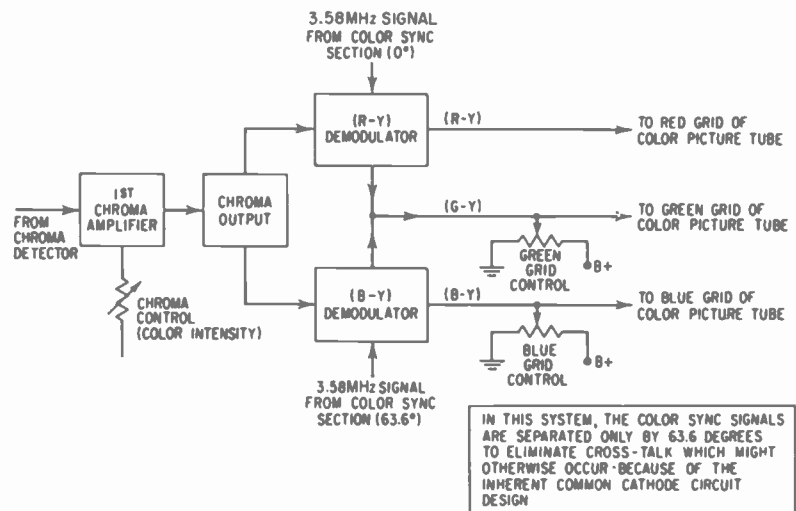 3.58MHz SIGNAL
FROM COLOR SYNC
SECTION (0°)
(R-Y)
DEMODULATOR
(R-Y)
TO RED GRID OF
COLOR PICTURE TUBE
1ST
CHROMA
AMPLIFIER
CHROMA
OUTPUT
FROM
CHROMA
DETECTOR
(G-Y)
TO GREEN GRID OF
COLOR PICTURE TUBE
GREEN
GRID
CONTROL
B+
CHROMA
CONTROL
(COLOR INTENSITY)
(B-Y)
DEMODULATOR
(B-Y)
TO BLUE GRID OF
COLOR PICTURE TUBE
BLUE
GRID
CONTROL
B+
3.58MHz SIGNAL
FROM COLOR SYNC
SECTION (63.6°)
IN THIS SYSTEM, THE COLOR SYNC SIGNALS
ARE SEPARATED ONLY BY 63.6 DEGREES
TO ELIMINATE CROSS-TALK WHICH MIGHT
OTHERWISE OCCUR BECAUSE OF THE
INHERENT COMMON CATHODE CIRCUIT
DESIGN